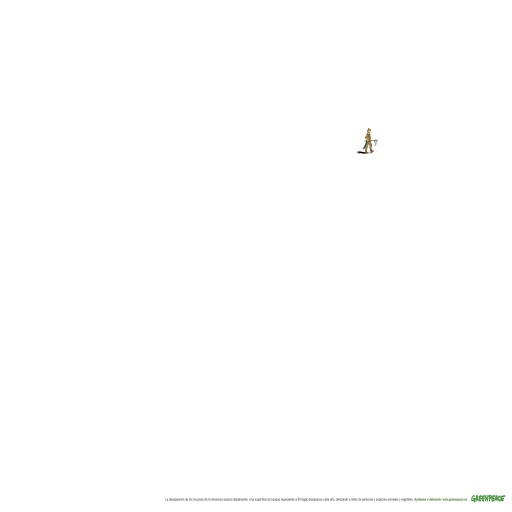 La desaparición de los recursos de la Amazonia avanza rápidamente. Una superficie de bosque equivalente a Portugal desaparece cada año, afectando a miles de personas y especies animales y vegetales. Ayúdanos a detenerlo. www.greenpeace.es GREENPEACE